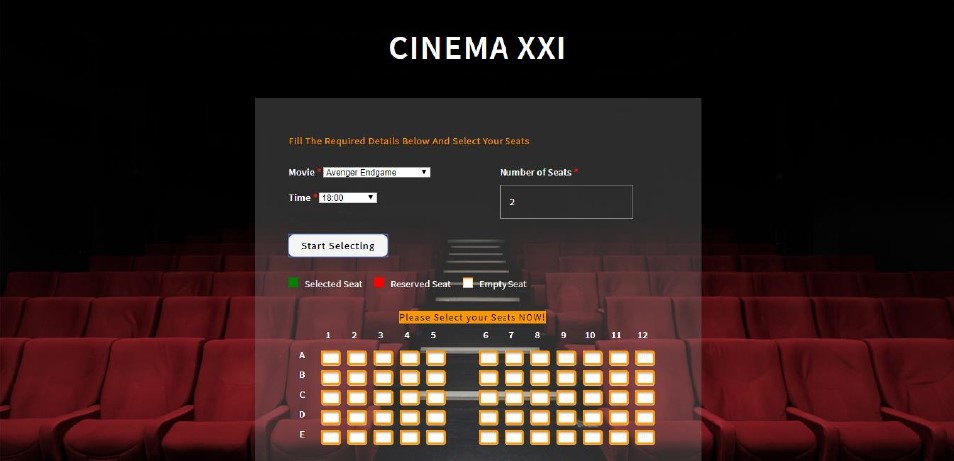 CINEMA XXI
Fill The Required Details Below And Select Your Seats
Movie * Avenger Endgame
Number of Seats *
Time * 18:00
2
Start Selecting
Selected Seat Reserved Seat Empty Seat
Please Select your Seats NOW!
1 2 3 4 5 6 7 8 9 10 11 12
A
B
C
D
E